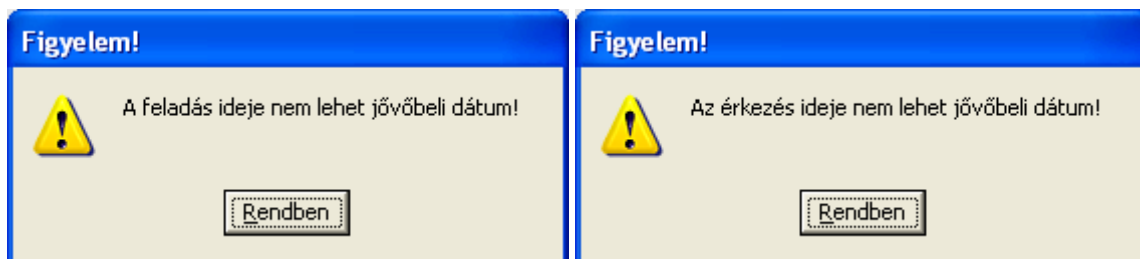 Figyelem!
A feladás ideje nem lehet jővőbeli dátum!
Rendben
Figyelem!
Az érkezés ideje nem lehet jővőbeli dátum!
Rendben